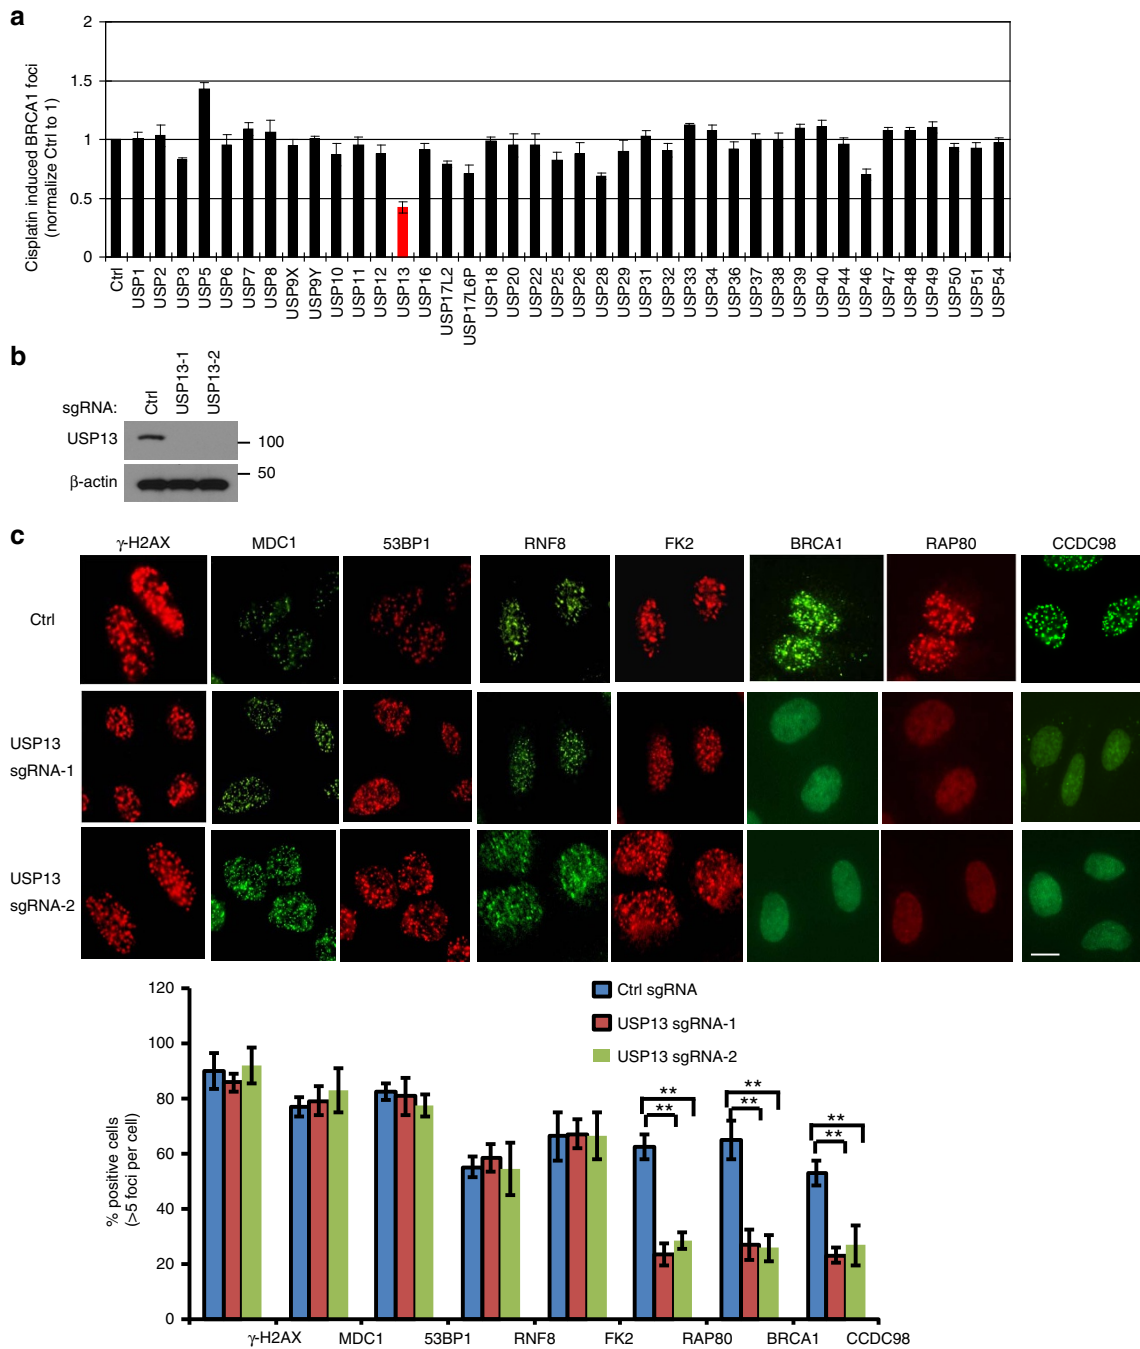 a
Cisplatin induced BRCA1 foci
(normalize Ctrl to 1)
2
1.5
1
0.5
0
Ctrl
USP1
USP2
USP3
USP5
USP6
USP7
USP8
USP9X
USP9Y
USP10
USP11
USP12
USP13
USP16
USP17L2
USP17L6P
USP18
USP20
USP22
USP25
USP26
USP28
USP29
USP31
USP32
USP33
USP34
USP36
USP37
USP38
USP39
USP40
USP44
USP46
USP47
USP48
USP49
USP50
USP51
USP54
b
sgRNA:
Ctrl
USP13-1
USP13-2
USP13
100
50
β-actin
c
γ-H2AX MDC1 53BP1 RNF8 FK2 BRCA1 RAP80 CCDC98
Ctrl
USP13
sgRNA-1
USP13
sgRNA-2
% positive cells
(>5 foci per cell)
120
100
80
60
40
20
0
Ctrl sgRNA
USP13 sgRNA-1
USP13 sgRNA-2
**
**
**
**
**
**
γ-H2AX MDC1 53BP1 RNF8 FK2 RAP80 BRCA1 CCDC98